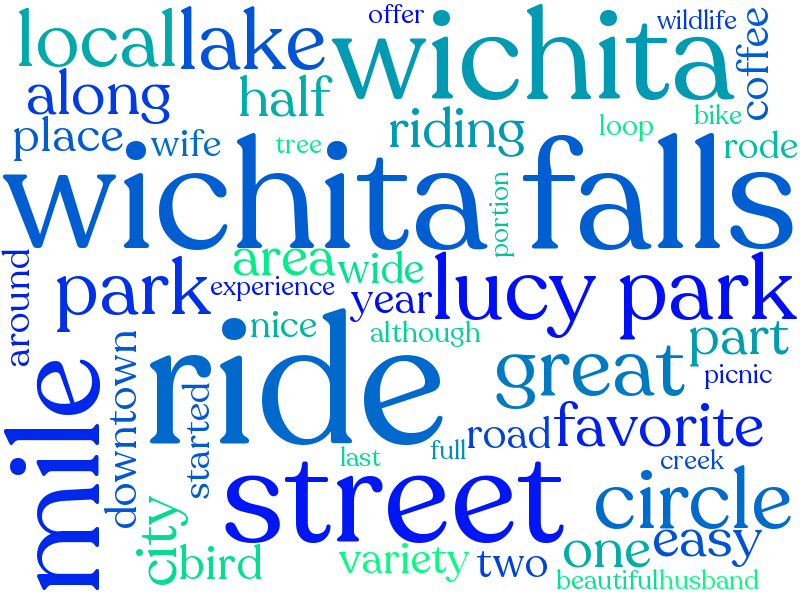 offer
wildlife
local
lake
wichita
coffee
along
half
riding
loop
bike
place
wife
tree
rode
wichita falls
portion
area
wide
around
park
experience
year
lucy park
nice
although
part
ride
great
picnic
mile
downtown
started
favorite
road
full
last
creek
street
circle
city
bird
variety
two
one
easy
beautiful
husband